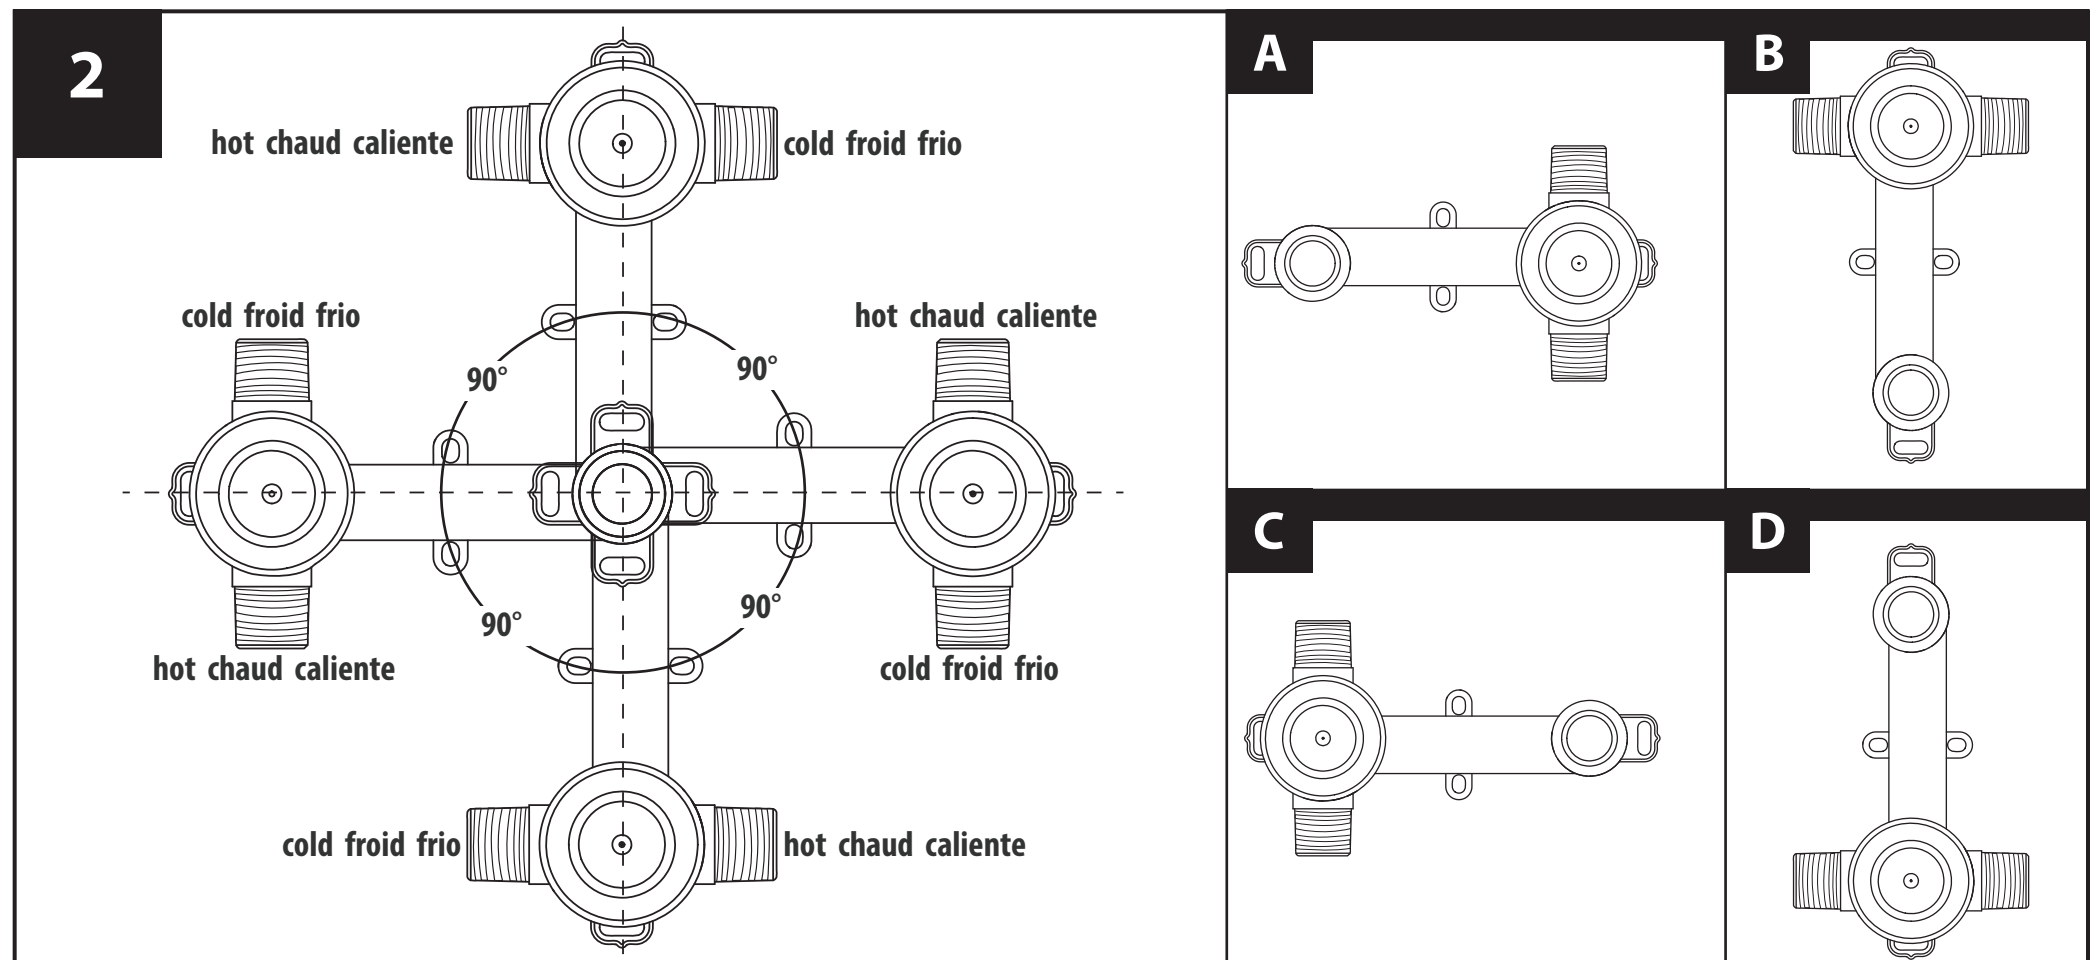 2
hot chaud caliente
cold froid frio
cold froid frio
hot chaud caliente
90°
90°
90°
90°
hot chaud caliente
cold froid frio
cold froid frio
hot chaud caliente
A
B
C
D